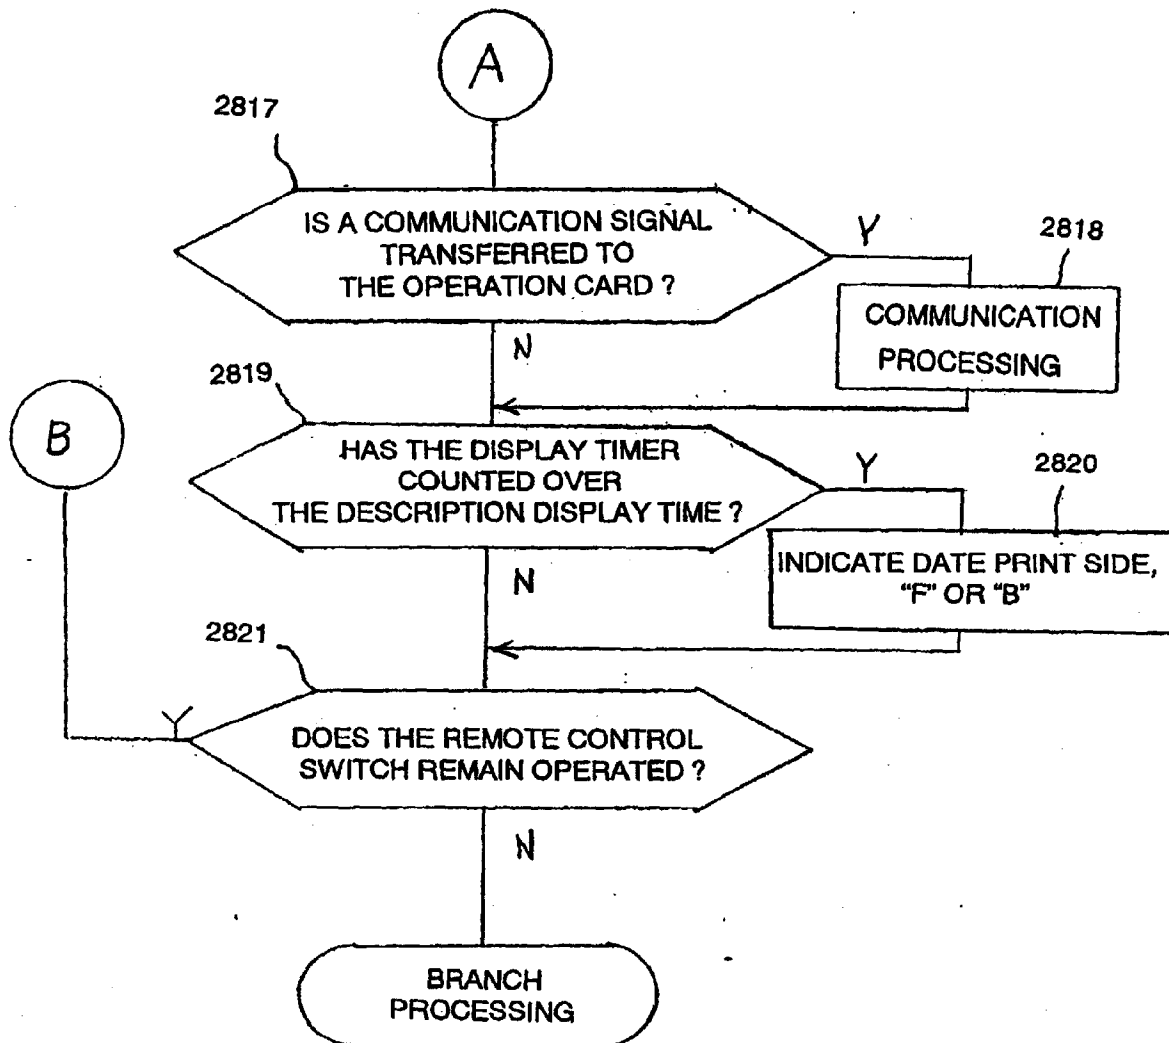 A
2817
IS A COMMUNICATION SIGNAL
TRANSFERRED TO
THE OPERATION CARD ?
Y
2818
COMMUNICATION
PROCESSING
N
2819
B
HAS THE DISPLAY TIMER
COUNTED OVER
THE DESCRIPTION DISPLAY TIME ?
Y
2820
INDICATE DATE PRINT SIDE,
"F" OR "B"
N
2821
Y
DOES THE REMOTE CONTROL
SWITCH REMAIN OPERATED ?
N
BRANCH
PROCESSING